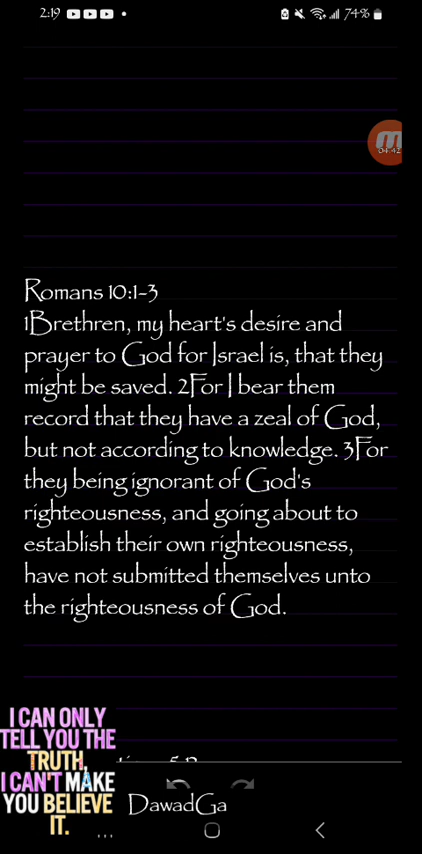 2:19
74%
04:42
Romans 10:1-3
1Brethren, my heart's desire and
prayer to God for Israel is, that they
might be saved. 2For I bear them
record that they have a zeal of God,
but not according to knowledge. 3For
they being ignorant of God's
righteousness, and going about to
establish their own righteousness,
have not submitted themselves unto
the righteousness of God.
I CAN ONLY
TELL YOU THE
TRUTH,
I CAN'T MAKE
YOU BELIEVE
IT.
DawadGa